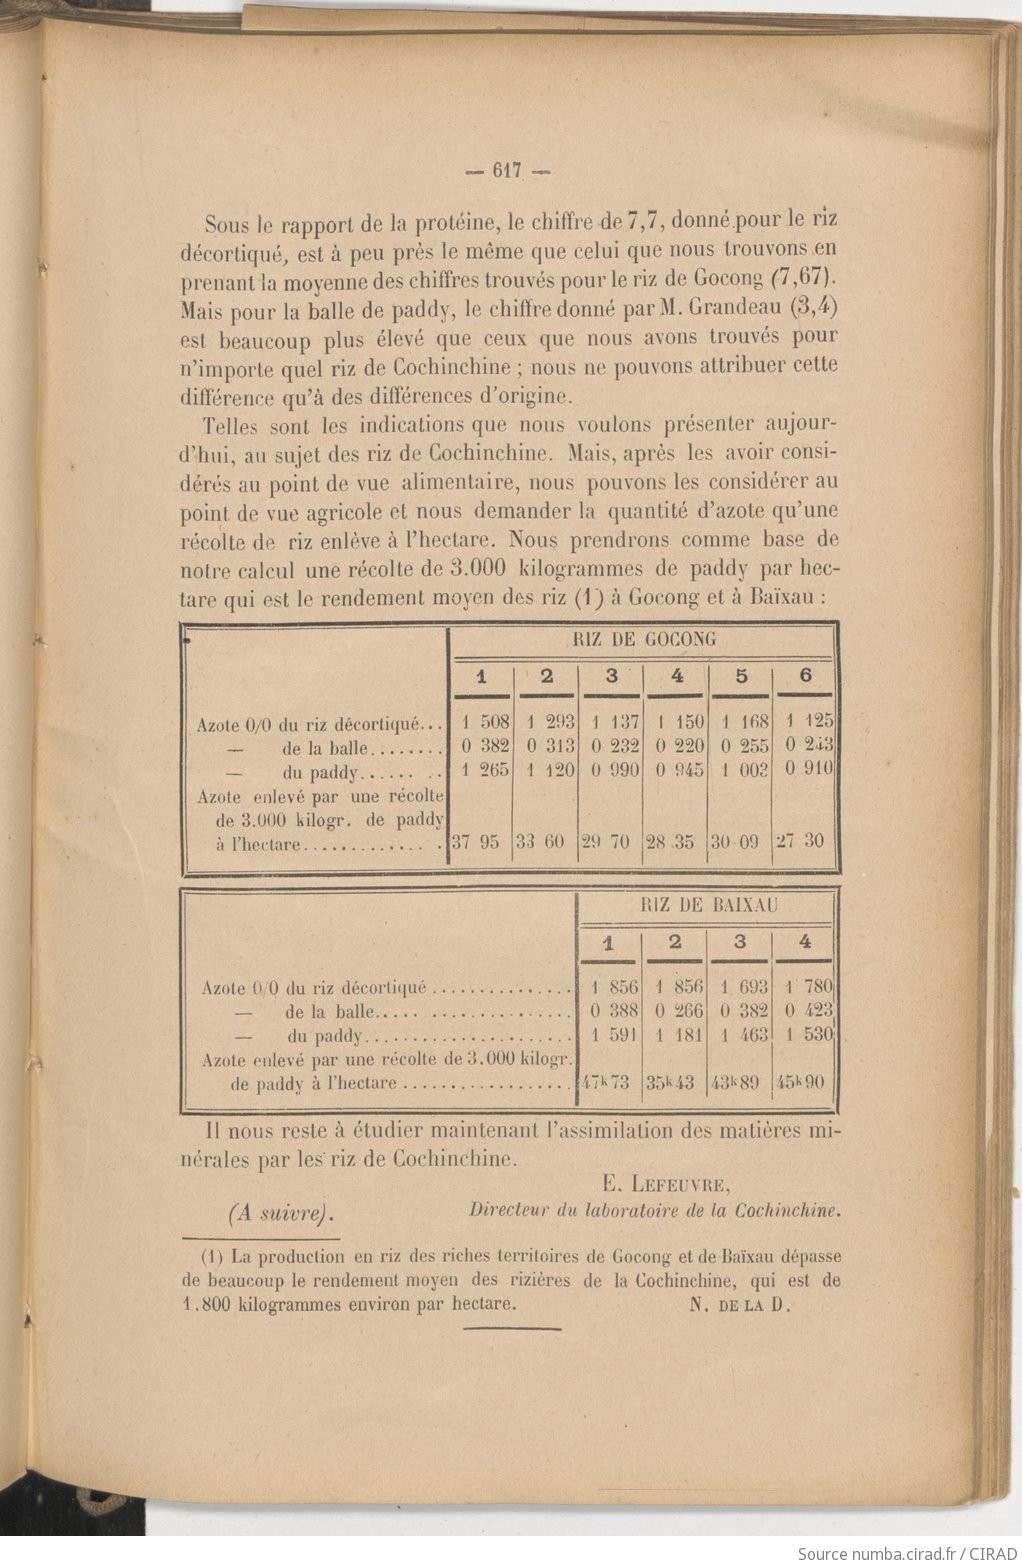 — 617 —
Sous le rapport de la protéine, le chiffre de 7,7, donné pour le riz
décortiqué, est à peu près le même que celui que nous trouvons en
prenant la moyenne des chiffres trouvés pour le riz de Gocong (7,67).
Mais pour la balle de paddy, le chiffre donné par M. Grandeau (3,4)
est beaucoup plus élevé que ceux que nous avons trouvés pour
n'importe quel riz de Cochinchine ; nous ne pouvons attribuer cette
différence qu'à des différences d'origine.
Telles sont les indications que nous voulons présenter aujour-
d'hui, au sujet des riz de Cochinchine. Mais, après les avoir consi-
dérés au point de vue alimentaire, nous pouvons les considérer au
point de vue agricole et nous demander la quantité d'azote qu'une
récolte de riz enlève à l'hectare. Nous prendrons comme base de
notre calcul une récolte de 3.000 kilogrammes de paddy par hec-
tare qui est le rendement moyen des riz (1) à Gocong et à Baïxau :
RIZ DE GOCONG
1 2 3 4 5 6
Azote 0/0 du riz décortiqué... 1 508 1 293 1 137 1 150 1 168 1 125
— de la balle........ 0 382 0 313 0 232 0 220 0 255 0 243
— du paddy........ 1 265 1 120 0 990 0 945 1 003 0 910
Azote enlevé par une récolte
de 3.000 kilogr. de paddy
à l'hectare.............. 37 95 33 60 29 70 28 35 30 09 27 30
RIZ DE BAIXAU
1 2 3 4
Azote 0/0 du riz décortiqué ............... 1 856 1 856 1 693 1 780
— de la balle..... .................. 0 388 0 266 0 382 0 423
— du paddy...................... 1 591 1 181 1 463 1 530
Azote enlevé par une récolte de 3.000 kilogr.
de paddy à l'hectare .................. 47k73 35k43 43k89 45k90
Il nous reste à étudier maintenant l'assimilation des matières mi-
nérales par les riz de Cochinchine.
E. LEFEUVRE,
(A suivre). Directeur du laboratoire de la Cochinchine.
(1) La production en riz des riches territoires de Gocong et de Baïxau dépasse
de beaucoup le rendement moyen des rizières de la Cochinchine, qui est de
1.800 kilogrammes environ par hectare. N. DE LA D.
Source numba.cirad.fr / CIRAD